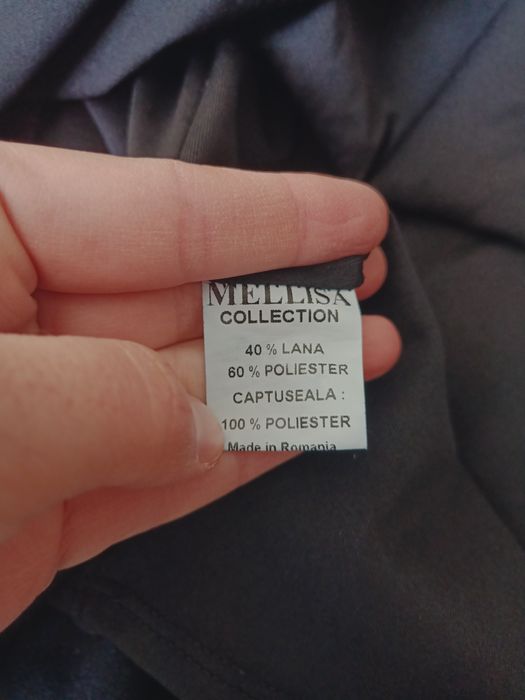 MELLISA
COLLECTION
40 % LANA
60 % POLIESTER
CAPTUSEALA :
100 % POLIESTER
Made in Romania